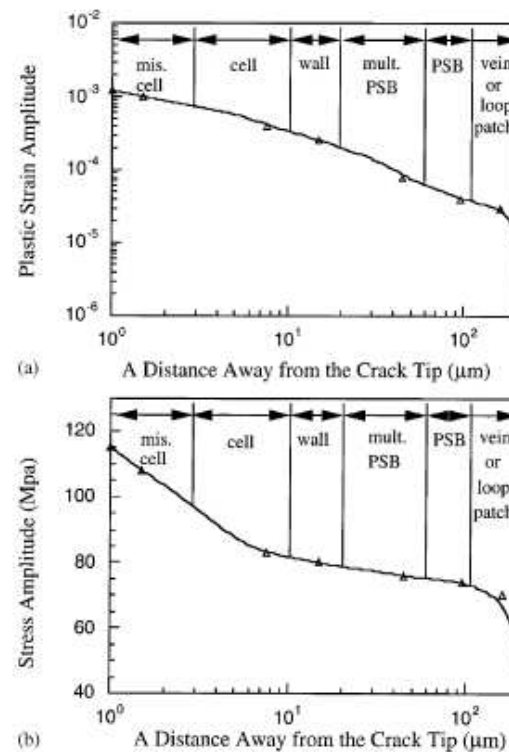 10⁻²
mis. cell wall mult. PSB vein
cell PSB or
loop
patch
10⁻³
10⁻⁴
10⁻⁵
10⁻⁶
Plastic Strain Amplitude
10⁰ 10¹ 10²
(a) A Distance Away from the Crack Tip (μm)
120
mis. cell wall mult. PSB vein
cell PSB or
loop
patch
100
80
60
40
Stress Amplitude (Mpa)
10⁰ 10¹ 10²
(b) A Distance Away from the Crack Tip (μm)